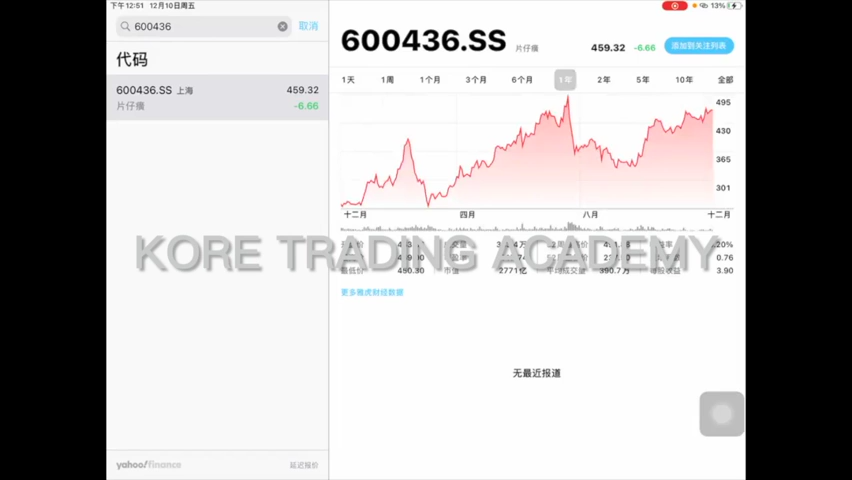 下午12:51 12月10日周五
13%
600436
取消
代码
600436.SS 上海
459.32
片仔癀
-6.66
600436.SS 片仔癀
459.32 -6.66
添加到关注列表
1天 1周 1个月 3个月 6个月 1年 2年 5年 10年 全部
495
430
365
301
十二月 四月 八月 十二月
KORE TRADING ACADEMY
0.76
最低价 450.30 市值 2771亿 平均成交量 390.7万 3.90
更多雅虎财经数据
无最近报道
yahoo!finance
延迟报价